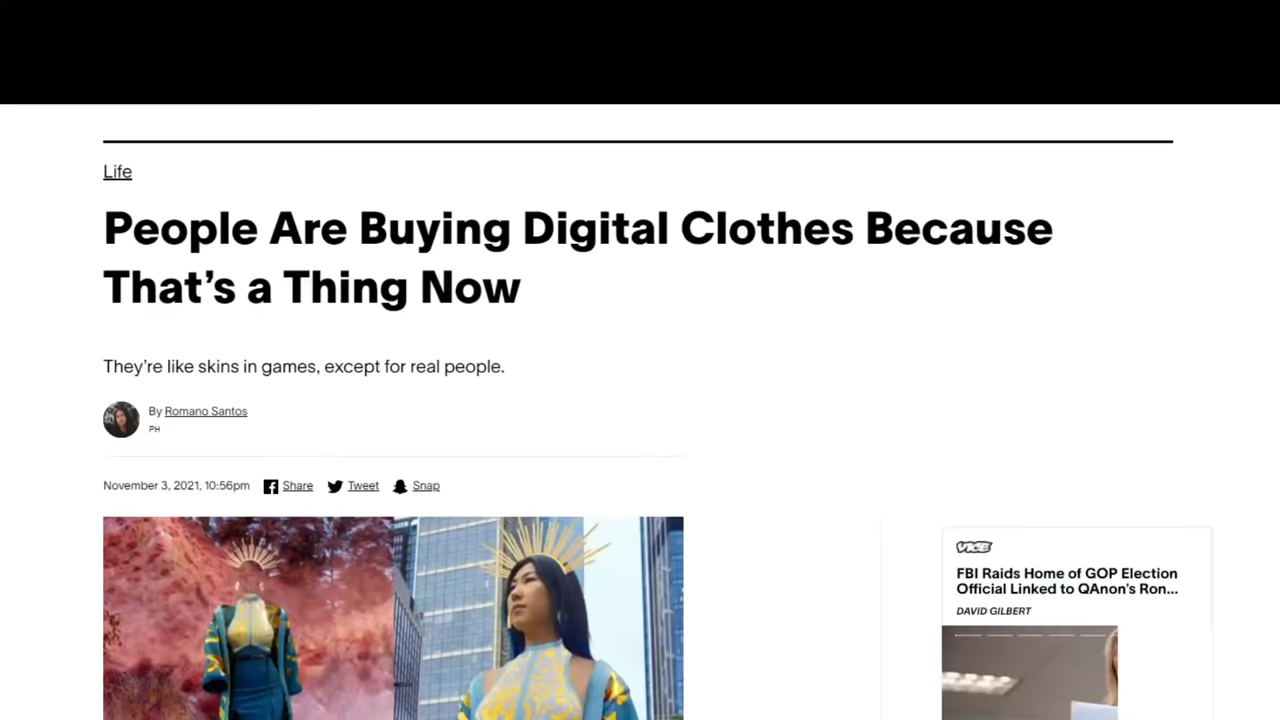 Life
People Are Buying Digital Clothes Because
That's a Thing Now
They're like skins in games, except for real people.
By Romano Santos
PH
November 3, 2021, 10:56pm Share Tweet Snap
VICE
FBI Raids Home of GOP Election
Official Linked to QAnon's Ron...
DAVID GILBERT